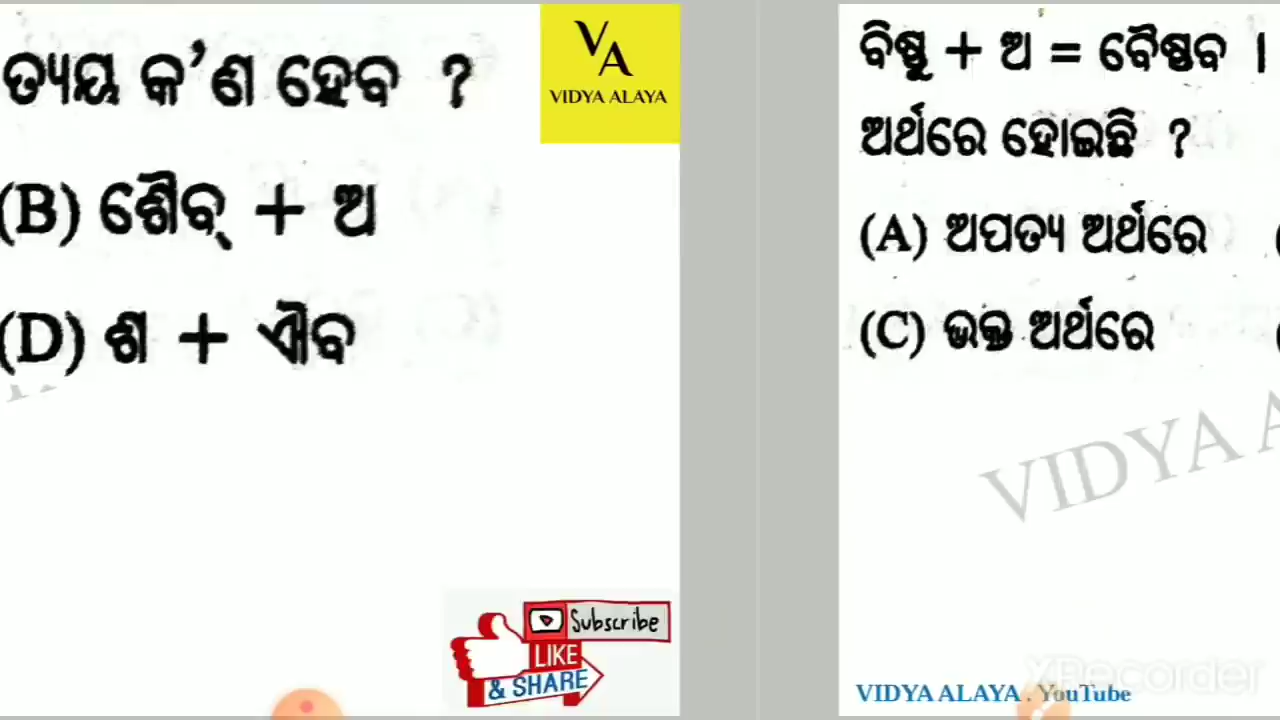 ତ୍ୟୟ କ'ଣ ହେବ ?
(B) ଶୈବ୍ + ଅ
(D) ଶ + ଐବ
VA
VIDYA ALAYA
Subscribe
LIKE
& SHARE
ବିଷ୍ଣୁ + ଅ = ବୈଷ୍ଣବ ।
ଅର୍ଥରେ ହୋଇଛି ?
(A) ଅପତ୍ୟ ଅର୍ଥରେ
(C) ଭକ୍ତ ଅର୍ଥରେ
VIDYA A
VIDYA ALAYA . YouTube
XRecorder